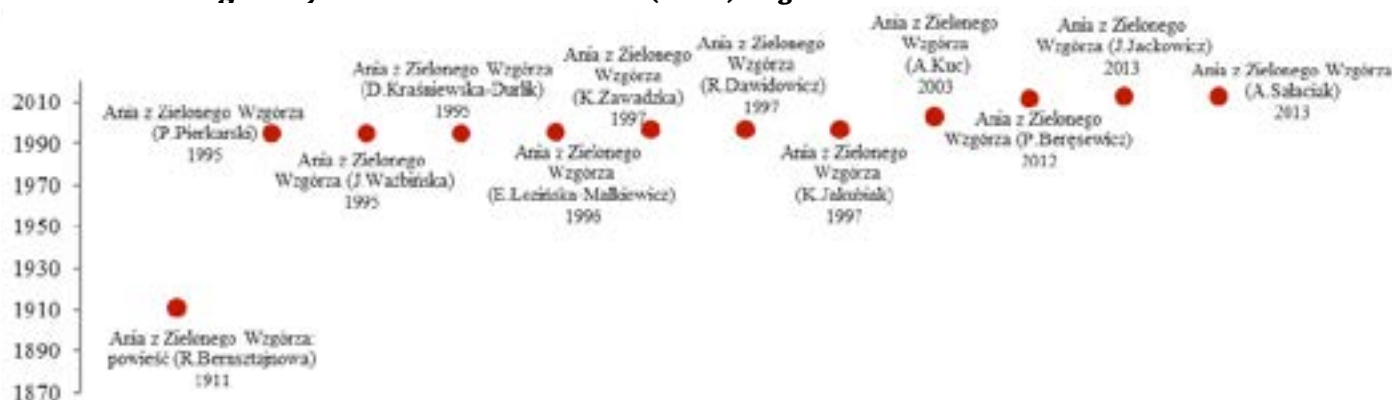 Ania z Zielonego Wzgórza
(P.Piekarski)
1995
Ania z Zielonego
Wzgórza (J.Ważbińska)
1995
Ania z Zielonego Wzgórza
(D.Kraśniewska-Durlik)
1995
Ania z Zielonego
Wzgórza
(E.Łozińska-Małkiewicz)
1996
Ania z Zielonego
Wzgórza
(K.Zawadzka)
1997
Ania z Zielonego
Wzgórza
(R.Dawidowicz)
1997
Ania z Zielonego
Wzgórza
(K.Jakubiak)
1997
Ania z Zielonego
Wzgórza
(A.Kuc)
2003
Ania z Zielonego
Wzgórza (P.Beręsewicz)
2012
Ania z Zielonego
Wzgórza (J.Jackowicz)
2013
Ania z Zielonego Wzgórza
(A.Sałaciak)
2013
Ania z Zielonego Wzgórza:
powieść (R.Bernsztajnowa)
1911
2010
1990
1970
1950
1930
1910
1890
1870